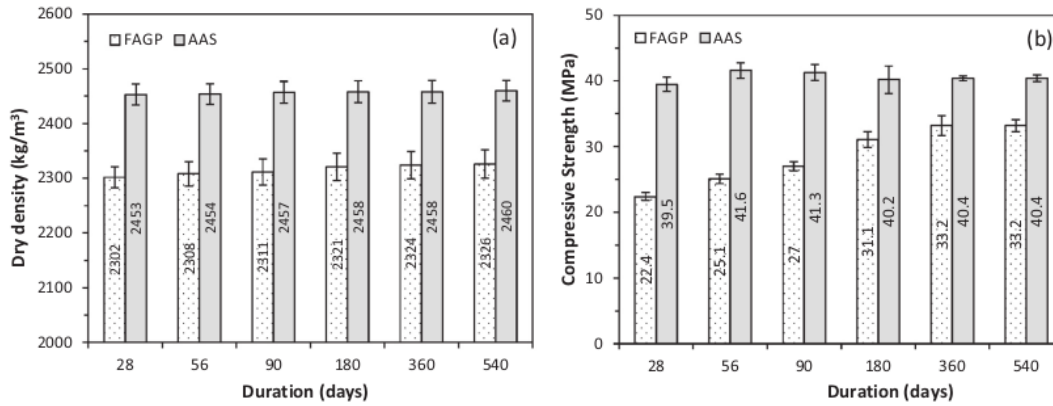 2600
2500
2400
2300
2200
2100
2000
Dry density (kg/m³)
FAGP AAS
(a)
2302 2453 2308 2454 2311 2457 2321 2458 2324 2458 2326 2460
28 56 90 180 360 540
Duration (days)
50
40
30
20
10
0
Compressive Strength (MPa)
FAGP AAS
(b)
22.4 39.5 25.1 41.6 27 41.3 31.1 40.2 33.2 40.4 33.2 40.4
28 56 90 180 360 540
Duration (days)